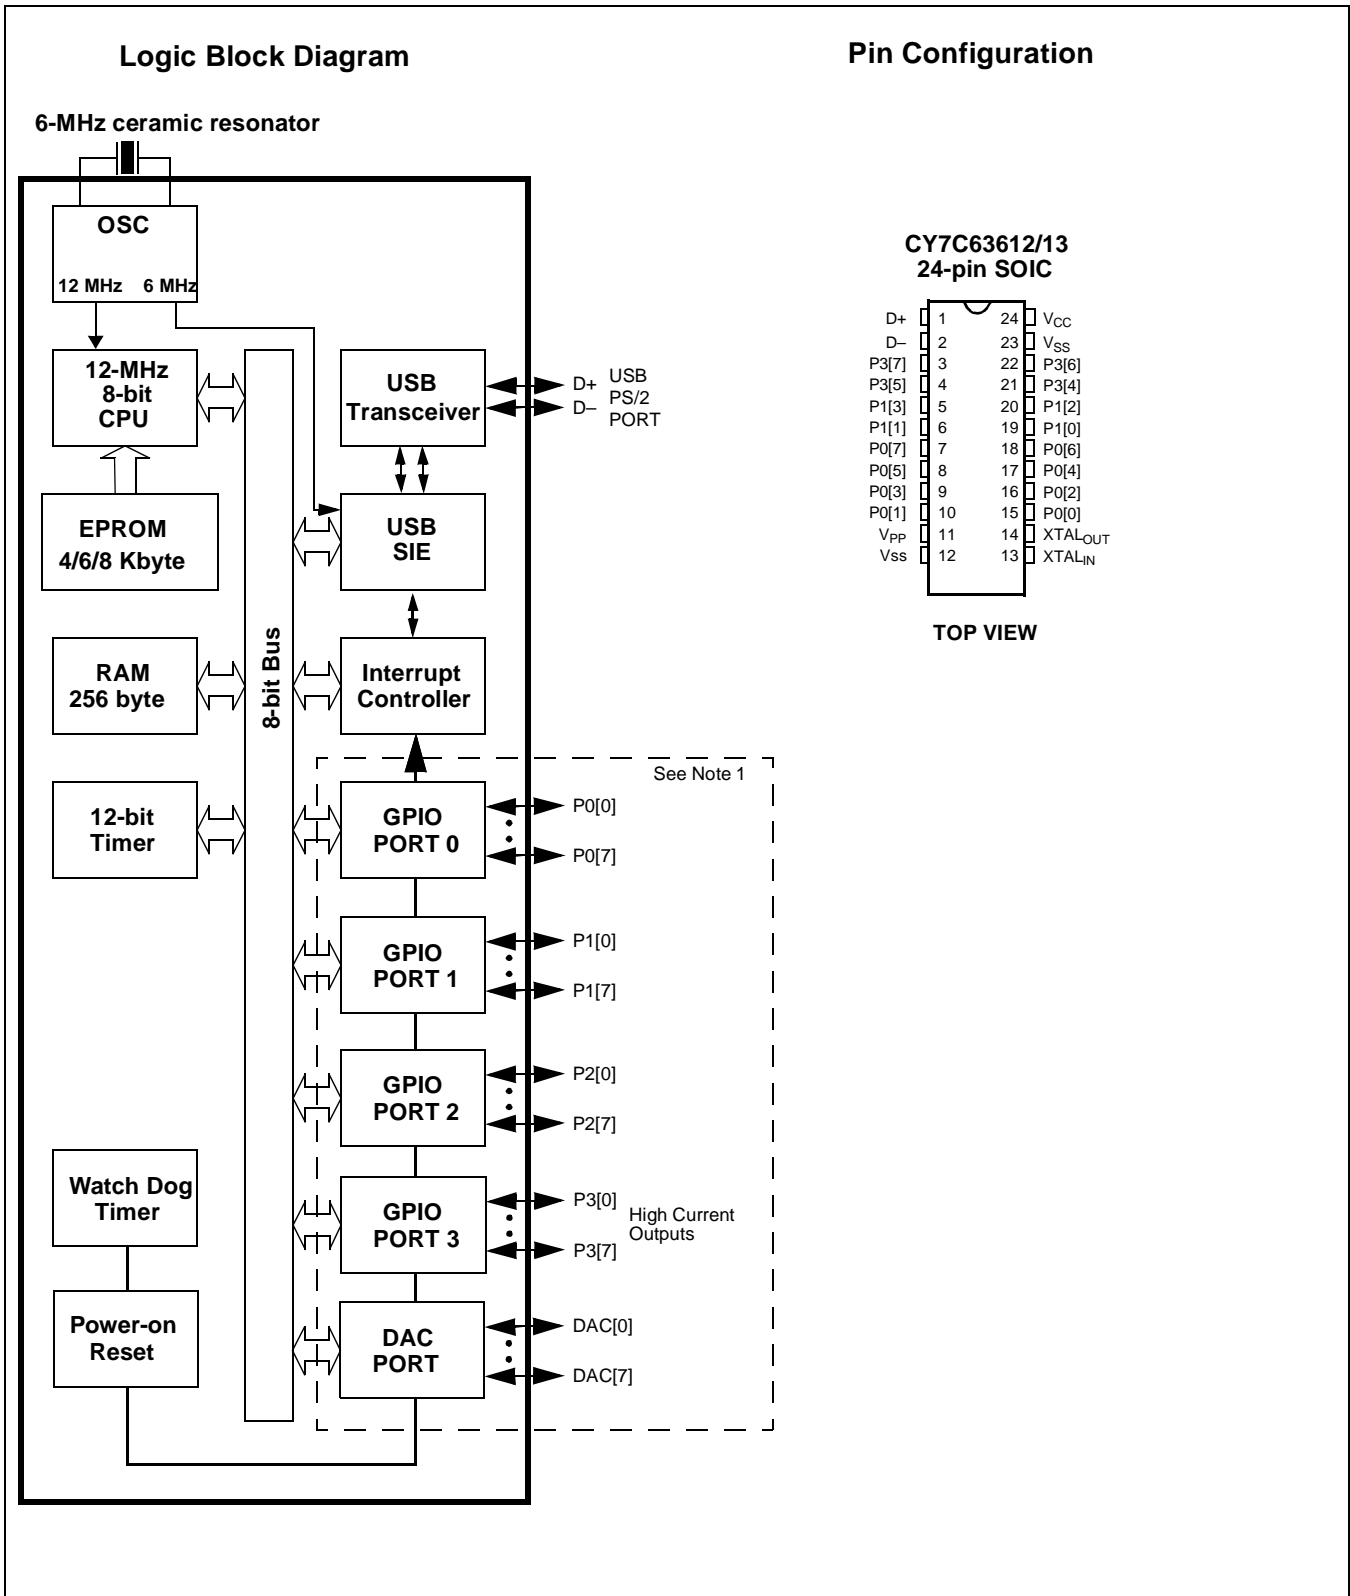 Logic Block Diagram
6-MHz ceramic resonator
OSC
12 MHz 6 MHz
12-MHz
8-bit
CPU
EPROM
4/6/8 Kbyte
RAM
256 byte
12-bit
Timer
Watch Dog
Timer
Power-on
Reset
8-bit Bus
USB
Transceiver
D+
D–
USB
PS/2
PORT
USB
SIE
Interrupt
Controller
See Note 1
GPIO
PORT 0
P0[0]
P0[7]
GPIO
PORT 1
P1[0]
P1[7]
GPIO
PORT 2
P2[0]
P2[7]
GPIO
PORT 3
P3[0]
P3[7]
High Current
Outputs
DAC
PORT
DAC[0]
DAC[7]
Pin Configuration
CY7C63612/13
24-pin SOIC
D+ 1 24 VCC
D– 2 23 VSS
P3[7] 3 22 P3[6]
P3[5] 4 21 P3[4]
P1[3] 5 20 P1[2]
P1[1] 6 19 P1[0]
P0[7] 7 18 P0[6]
P0[5] 8 17 P0[4]
P0[3] 9 16 P0[2]
P0[1] 10 15 P0[0]
VPP 11 14 XTALOUT
Vss 12 13 XTALIN
TOP VIEW